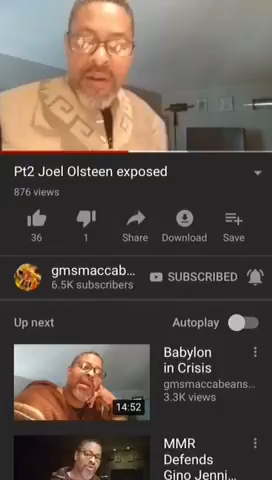 Pt2 Joel Olsteen exposed
876 views
36
1
Share
Download
Save
gmsmaccab...
SUBSCRIBED
6.5K subscribers
Up next
Autoplay
Babylon
in Crisis
gmsmaccabeans...
3.3K views
14:52
MMR
Defends
Gino Jenni...